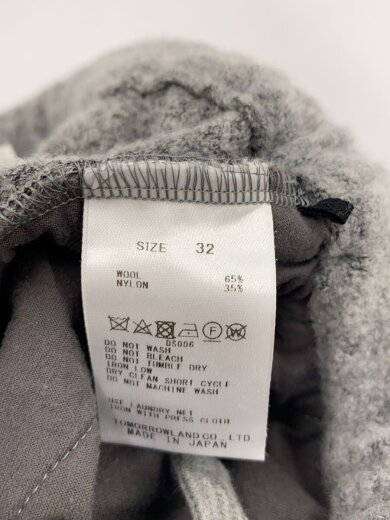 SIZE 32
WOOL 65%
NYLON 35%
DS006
DO NOT WASH
DO NOT BLEACH
DO NOT TUMBLE DRY
IRON LOW
DRY CLEAN SHORT CYCLE
DO NOT MACHINE WASH
USE LAUNDRY NET
IRON WITH PRESS CLOTH
TOMORROWLAND CO., LTD
MADE IN JAPAN